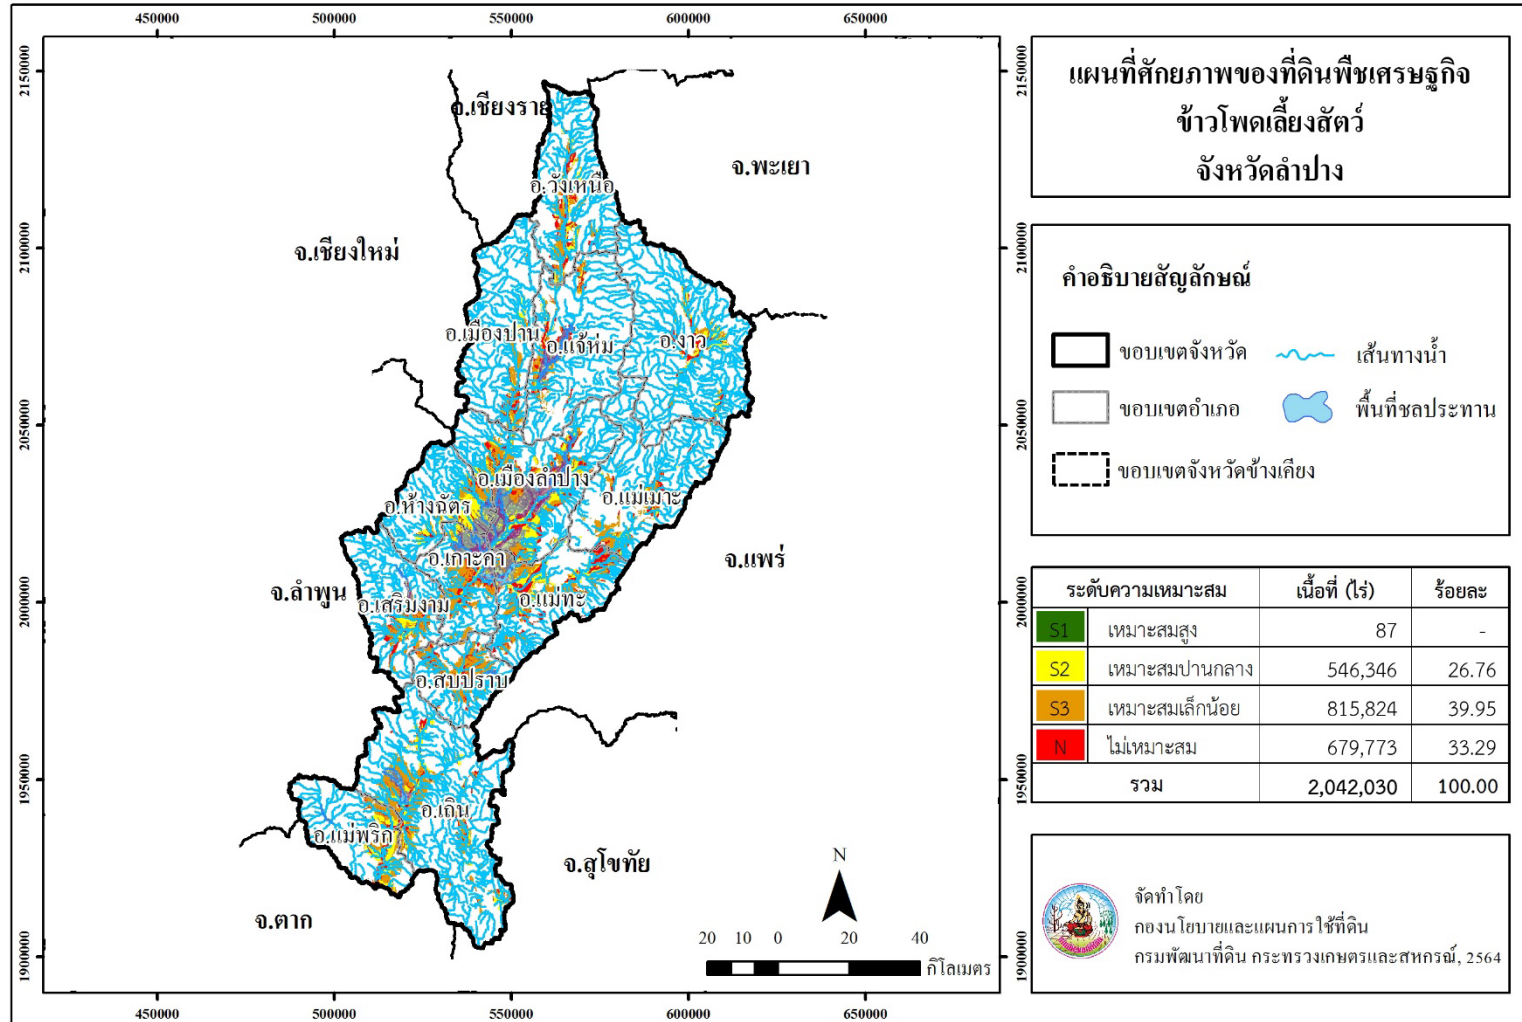 450000 500000 550000 600000 650000
2150000 2100000 2050000 2000000 1950000 1900000
จ.เชียงราย
จ.พะเยา
อ.วังเหนือ
จ.เชียงใหม่
อ.เมืองปาน
อ.แจ้ห่ม
อ.งาว
อ.เมืองลำปาง
อ.ห้างฉัตร
อ.แม่เมาะ
อ.เกาะคา
จ.แพร่
จ.ลำพูน
อ.เสริมงาม
อ.แม่ทะ
อ.สบปราบ
อ.เถิน
อ.แม่พริก
จ.สุโขทัย
จ.ตาก
N
20 10 0 20 40
กิโลเมตร
2150000 2100000 2050000 2000000 1950000 1900000
450000 500000 550000 600000 650000
แผนที่ศักยภาพของที่ดินพืชเศรษฐกิจ
ข้าวโพดเลี้ยงสัตว์
จังหวัดลำปาง
คำอธิบายสัญลักษณ์
ขอบเขตจังหวัด เส้นทางน้ำ
ขอบเขตอำเภอ พื้นที่ชลประทาน
ขอบเขตจังหวัดข้างเคียง
ระดับความเหมาะสม เนื้อที่ (ไร่) ร้อยละ
S1 เหมาะสมสูง 87 -
S2 เหมาะสมปานกลาง 546,346 26.76
S3 เหมาะสมเล็กน้อย 815,824 39.95
N ไม่เหมาะสม 679,773 33.29
รวม 2,042,030 100.00
จัดทำโดย
กองนโยบายและแผนการใช้ที่ดิน
กรมพัฒนาที่ดิน กระทรวงเกษตรและสหกรณ์, 2564